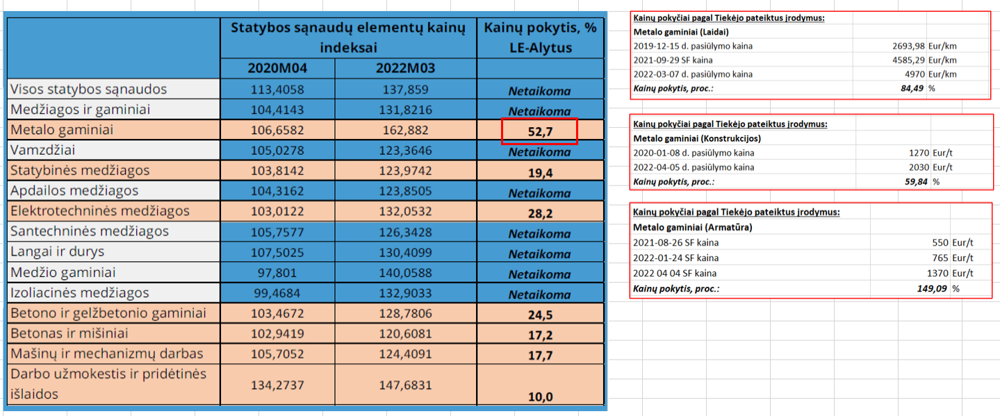 Statybos sąnaudų elementų kainų indeksai
Kainų pokytis, % LE-Alytus
2020M04 2022M03
Visos statybos sąnaudos 113,4058 137,859 Netaikoma
Medžiagos ir gaminiai 104,4143 131,8216 Netaikoma
Metalo gaminiai 106,6582 162,882 52,7
Vamzdžiai 105,0278 123,3646 Netaikoma
Statybinės medžiagos 103,8142 123,9742 19,4
Apdailos medžiagos 104,3162 123,8505 Netaikoma
Elektrotechninės medžiagos 103,0122 132,0532 28,2
Santechninės medžiagos 105,7577 126,3428 Netaikoma
Langai ir durys 107,5025 130,4099 Netaikoma
Medžio gaminiai 97,801 140,0588 Netaikoma
Izoliacinės medžiagos 99,4684 132,9033 Netaikoma
Betono ir gelžbetonio gaminiai 103,4672 128,7806 24,5
Betonas ir mišiniai 102,9419 120,6081 17,2
Mašinų ir mechanizmų darbas 105,7052 124,4091 17,7
Darbo užmokestis ir pridėtinės išlaidos 134,2737 147,6831 10,0
Kainų pokyčiai pagal Tiekėjo pateiktus įrodymus:
Metalo gaminiai (Laidai)
2019-12-15 d. pasiūlymo kaina 2693,98 Eur/km
2021-09-29 SF kaina 4585,29 Eur/km
2022-03-07 d. pasiūlymo kaina 4970 Eur/km
Kainų pokytis, proc.: 84,49 %
Kainų pokyčiai pagal Tiekėjo pateiktus įrodymus:
Metalo gaminiai (Konstrukcijos)
2020-01-08 d. pasiūlymo kaina 1270 Eur/t
2022-04-05 d. pasiūlymo kaina 2030 Eur/t
Kainų pokytis, proc.: 59,84 %
Kainų pokyčiai pagal Tiekėjo pateiktus įrodymus:
Metalo gaminiai (Armatūra)
2021-08-26 SF kaina 550 Eur/t
2022-01-24 SF kaina 765 Eur/t
2022 04 04 SF kaina 1370 Eur/t
Kainų pokytis, proc.: 149,09 %